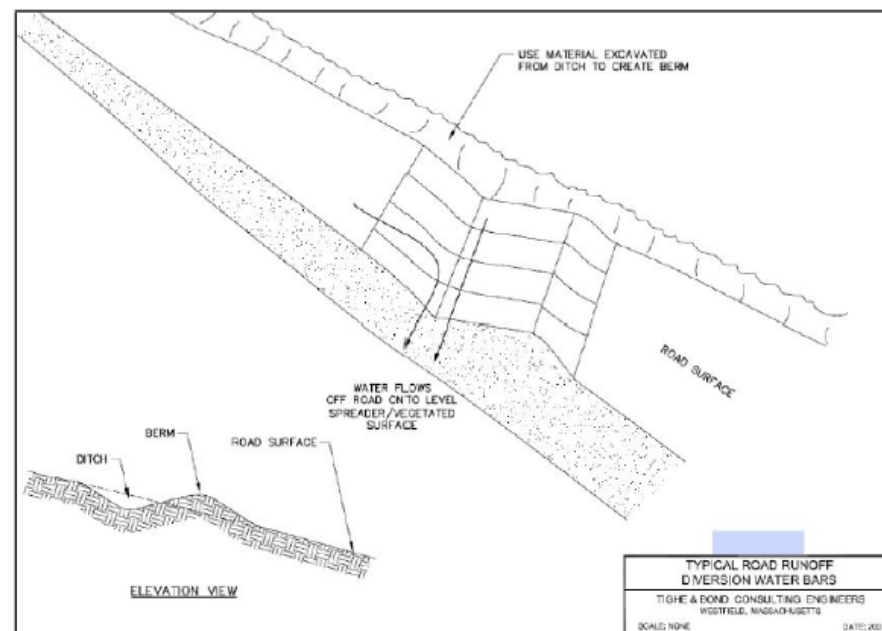 USE MATERIAL EXCAVATED
FROM DITCH TO CREATE BERM
ROAD SURFACE
WATER FLOWS
OFF ROAD ONTO LEVEL
SPREADER/VEGETATED
SURFACE
BERM
ROAD SURFACE
DITCH
ELEVATION VIEW
TYPICAL ROAD RUNOFF
DIVERSION WATER BARS
TIGHE & BOND CONSULTING ENGINEERS
WESTFIELD, MASSACHUSETTS
SCALE: NONE
DATE: